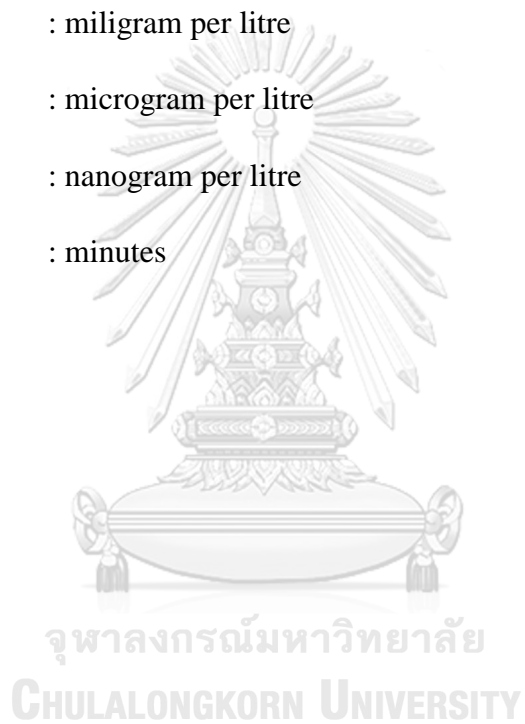 : miligram per litre
: microgram per litre
: nanogram per litre
: minutes
จุฬาลงกรณ์มหาวิทยาลัย
CHULALONGKORN UNIVERSITY